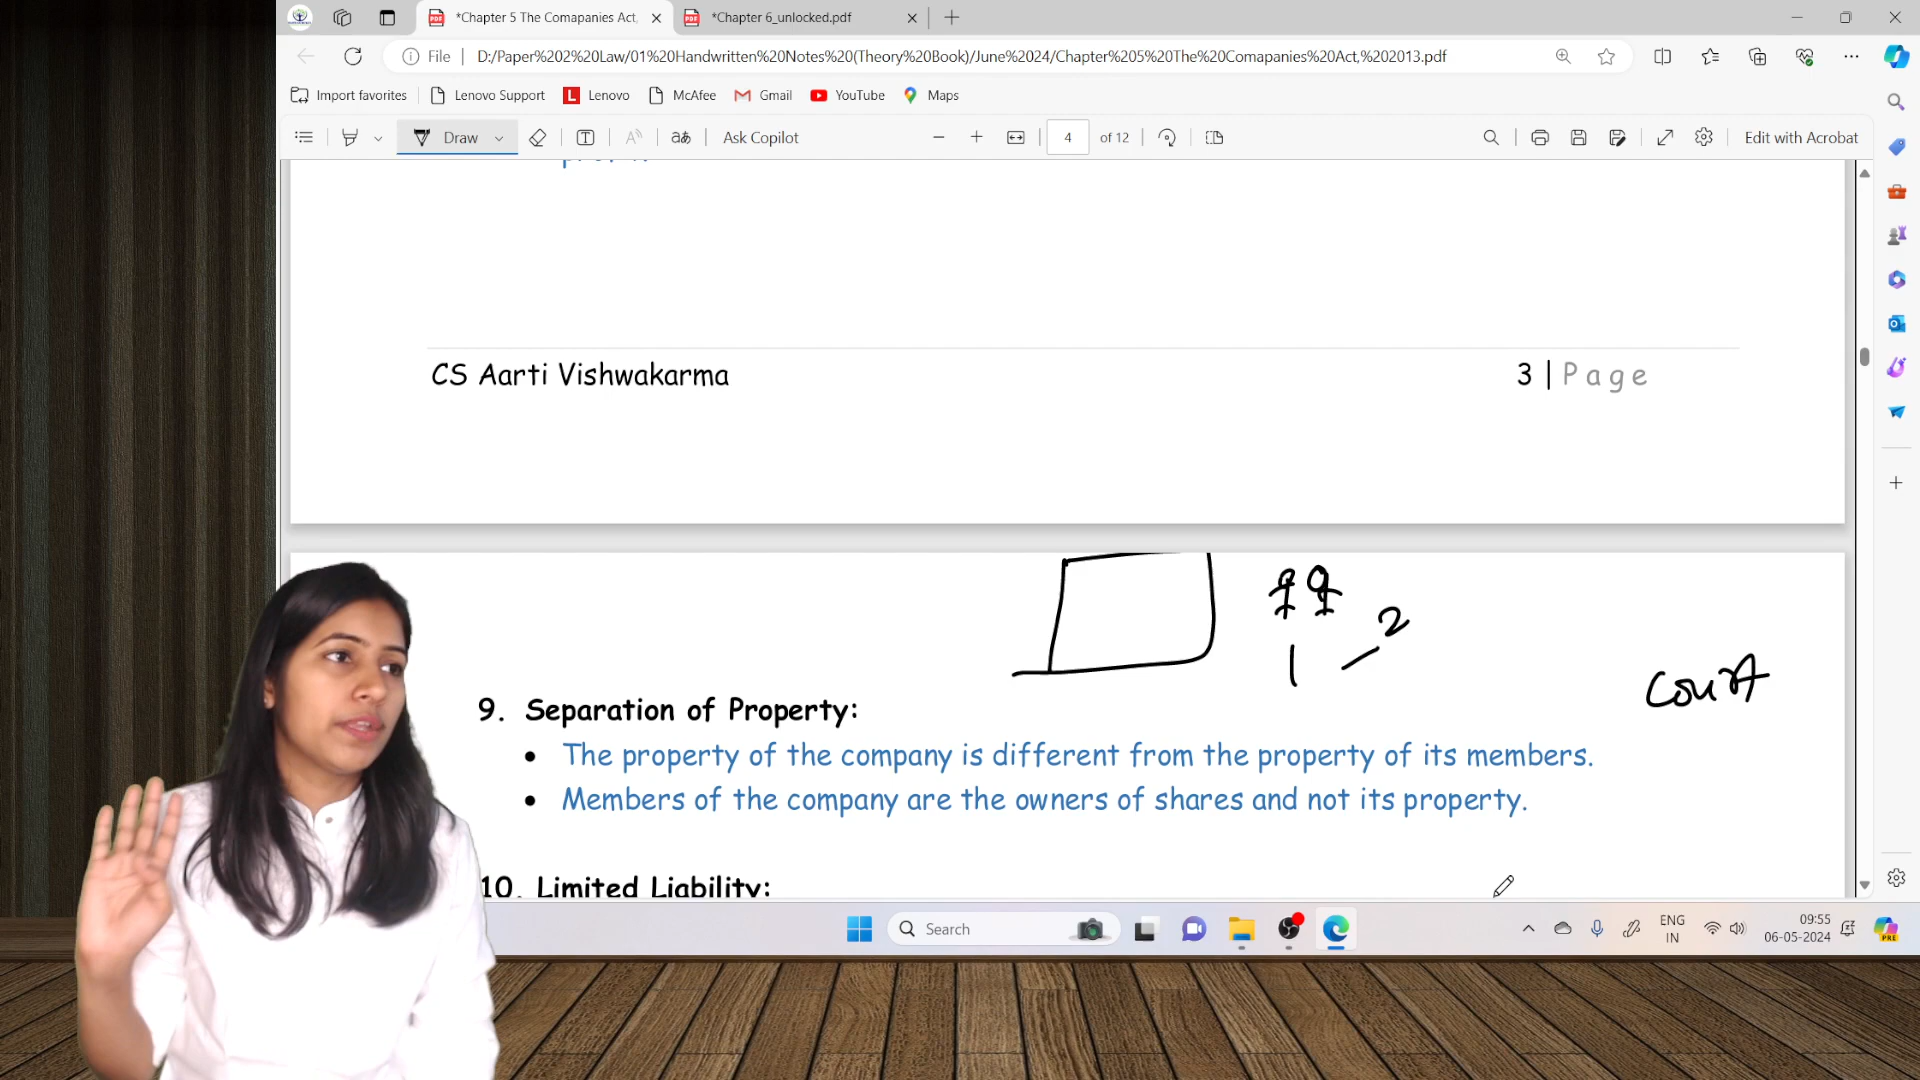 *Chapter 5 The Comapanies Act,
*Chapter 6_unlocked.pdf
File
D:/Paper%202%20Law/01%20Handwritten%20Notes%20(Theory%20Book)/June%202024/Chapter%205%20The%20Comapanies%20Act,%202013.pdf
Import favorites
Lenovo Support
L Lenovo
McAfee
Gmail
YouTube
Maps
Draw
aあ
Ask Copilot
4 of 12
Edit with Acrobat
CS Aarti Vishwakarma
3 | Page
1
2
Court
9. Separation of Property:
• The property of the company is different from the property of its members.
• Members of the company are the owners of shares and not its property.
10. Limited Liability:
Search
ENG
IN
09:55
06-05-2024
PRE